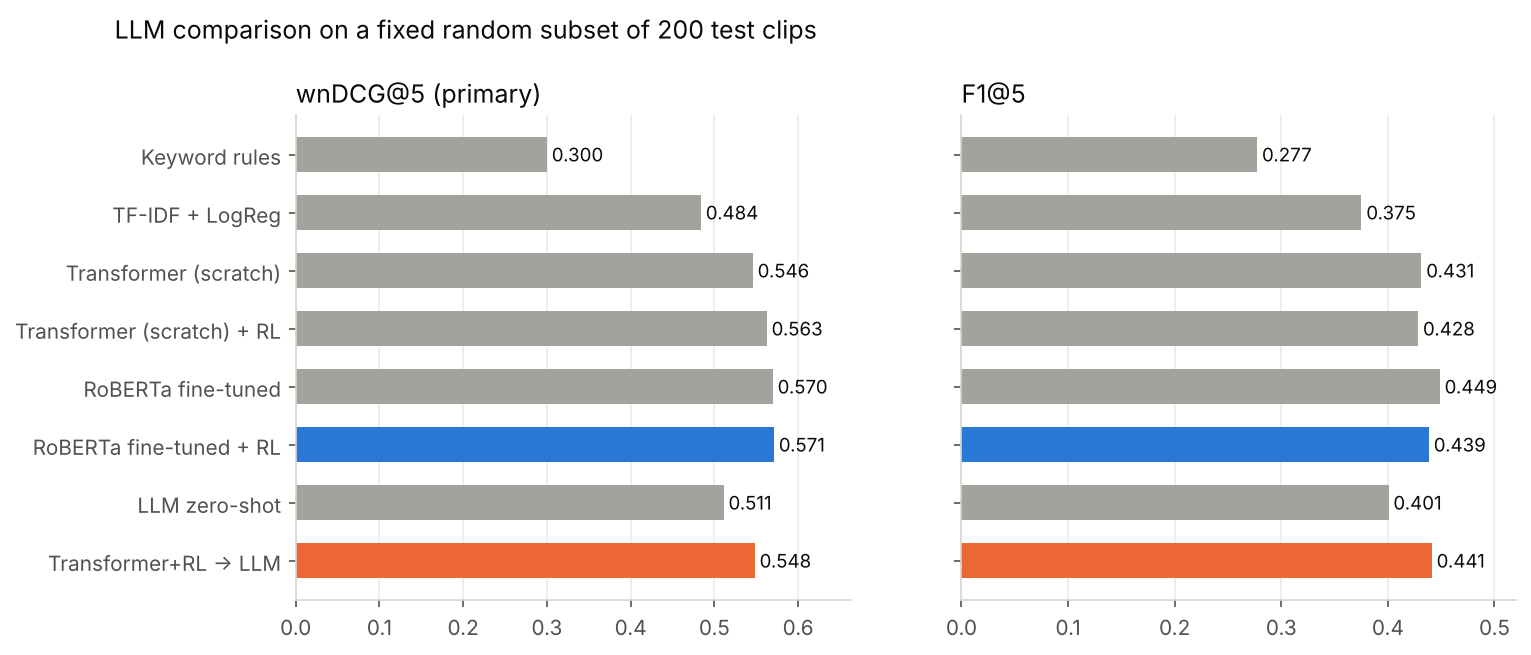 LLM comparison on a fixed random subset of 200 test clips
wnDCG@5 (primary)
Keyword rules 0.300
TF-IDF + LogReg 0.484
Transformer (scratch) 0.546
Transformer (scratch) + RL 0.563
RoBERTa fine-tuned 0.570
RoBERTa fine-tuned + RL 0.571
LLM zero-shot 0.511
Transformer+RL → LLM 0.548
0.0 0.1 0.2 0.3 0.4 0.5 0.6
F1@5
0.277
0.375
0.431
0.428
0.449
0.439
0.401
0.441
0.0 0.1 0.2 0.3 0.4 0.5